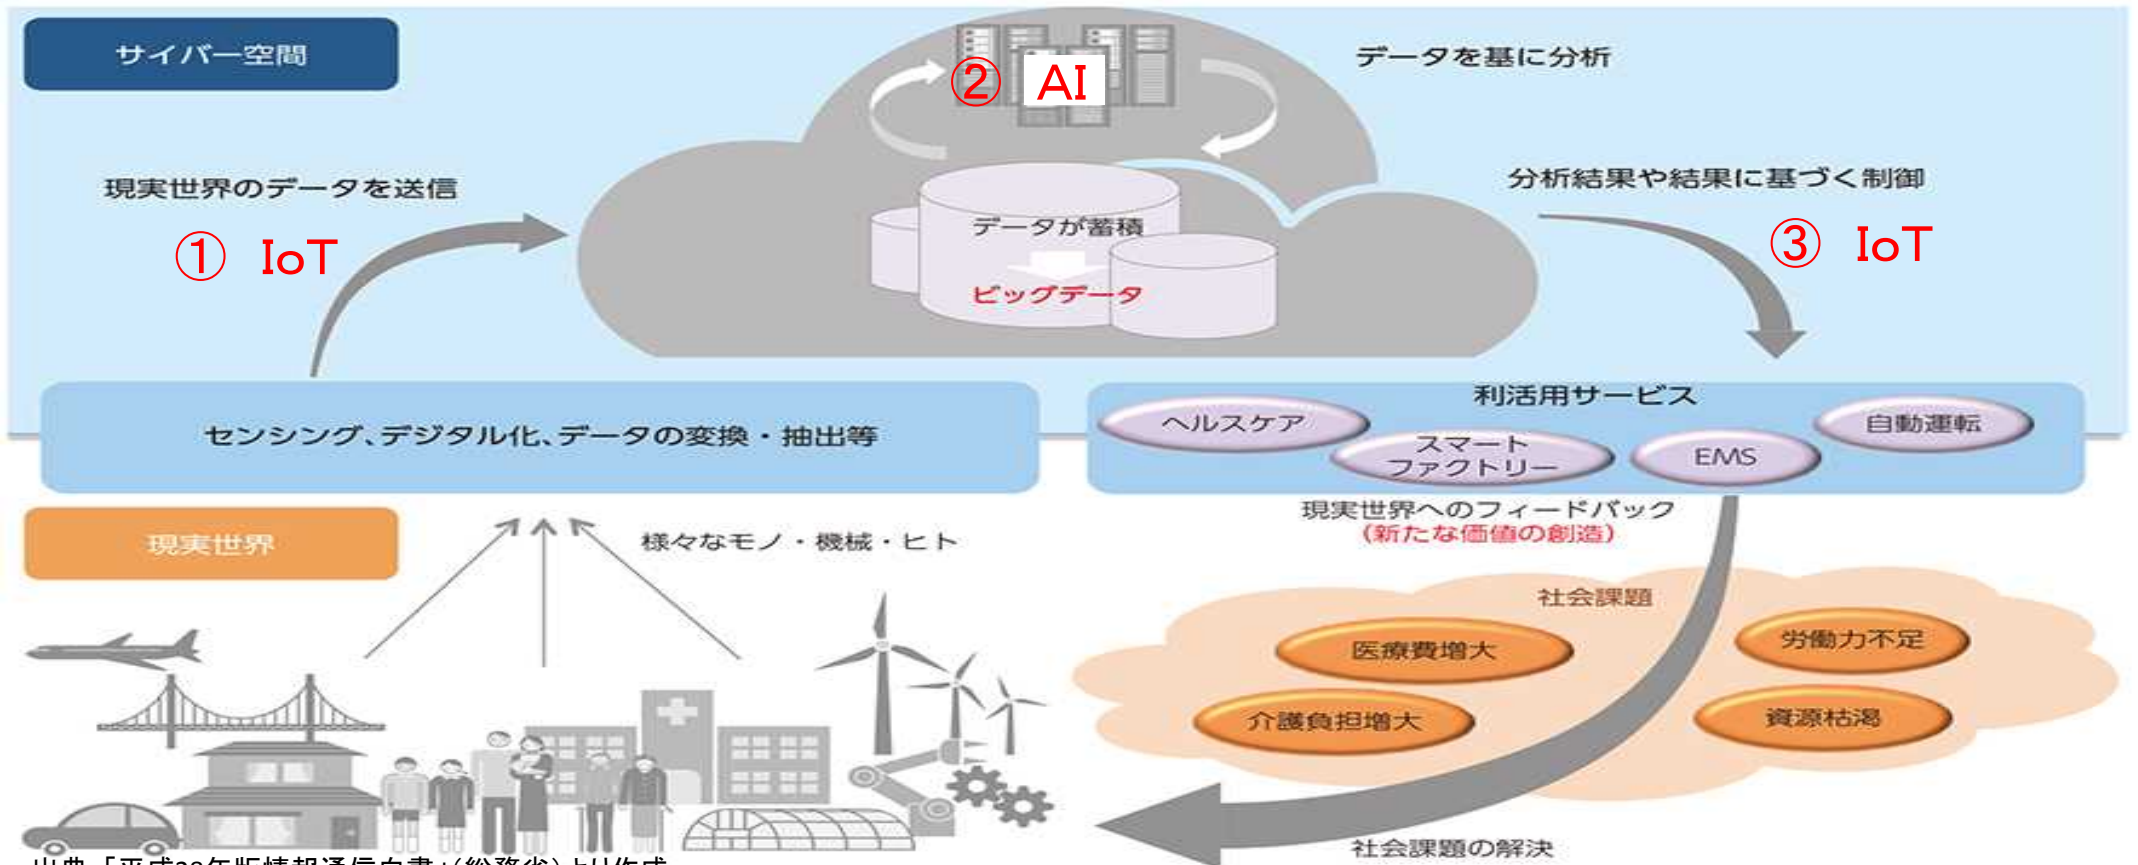 サイバー空間
② AI
データを基に分析
現実世界のデータを送信
① IoT
データが蓄積
ビッグデータ
分析結果や結果に基づく制御
③ IoT
センシング、デジタル化、データの変換・抽出等
利活用サービス
ヘルスケア
スマート
ファクトリー
EMS
自動運転
現実世界
様々なモノ・機械・ヒト
現実世界へのフィードバック
(新たな価値の創造)
社会課題
医療費増大
労働力不足
介護負担増大
資源枯渇
社会課題の解決